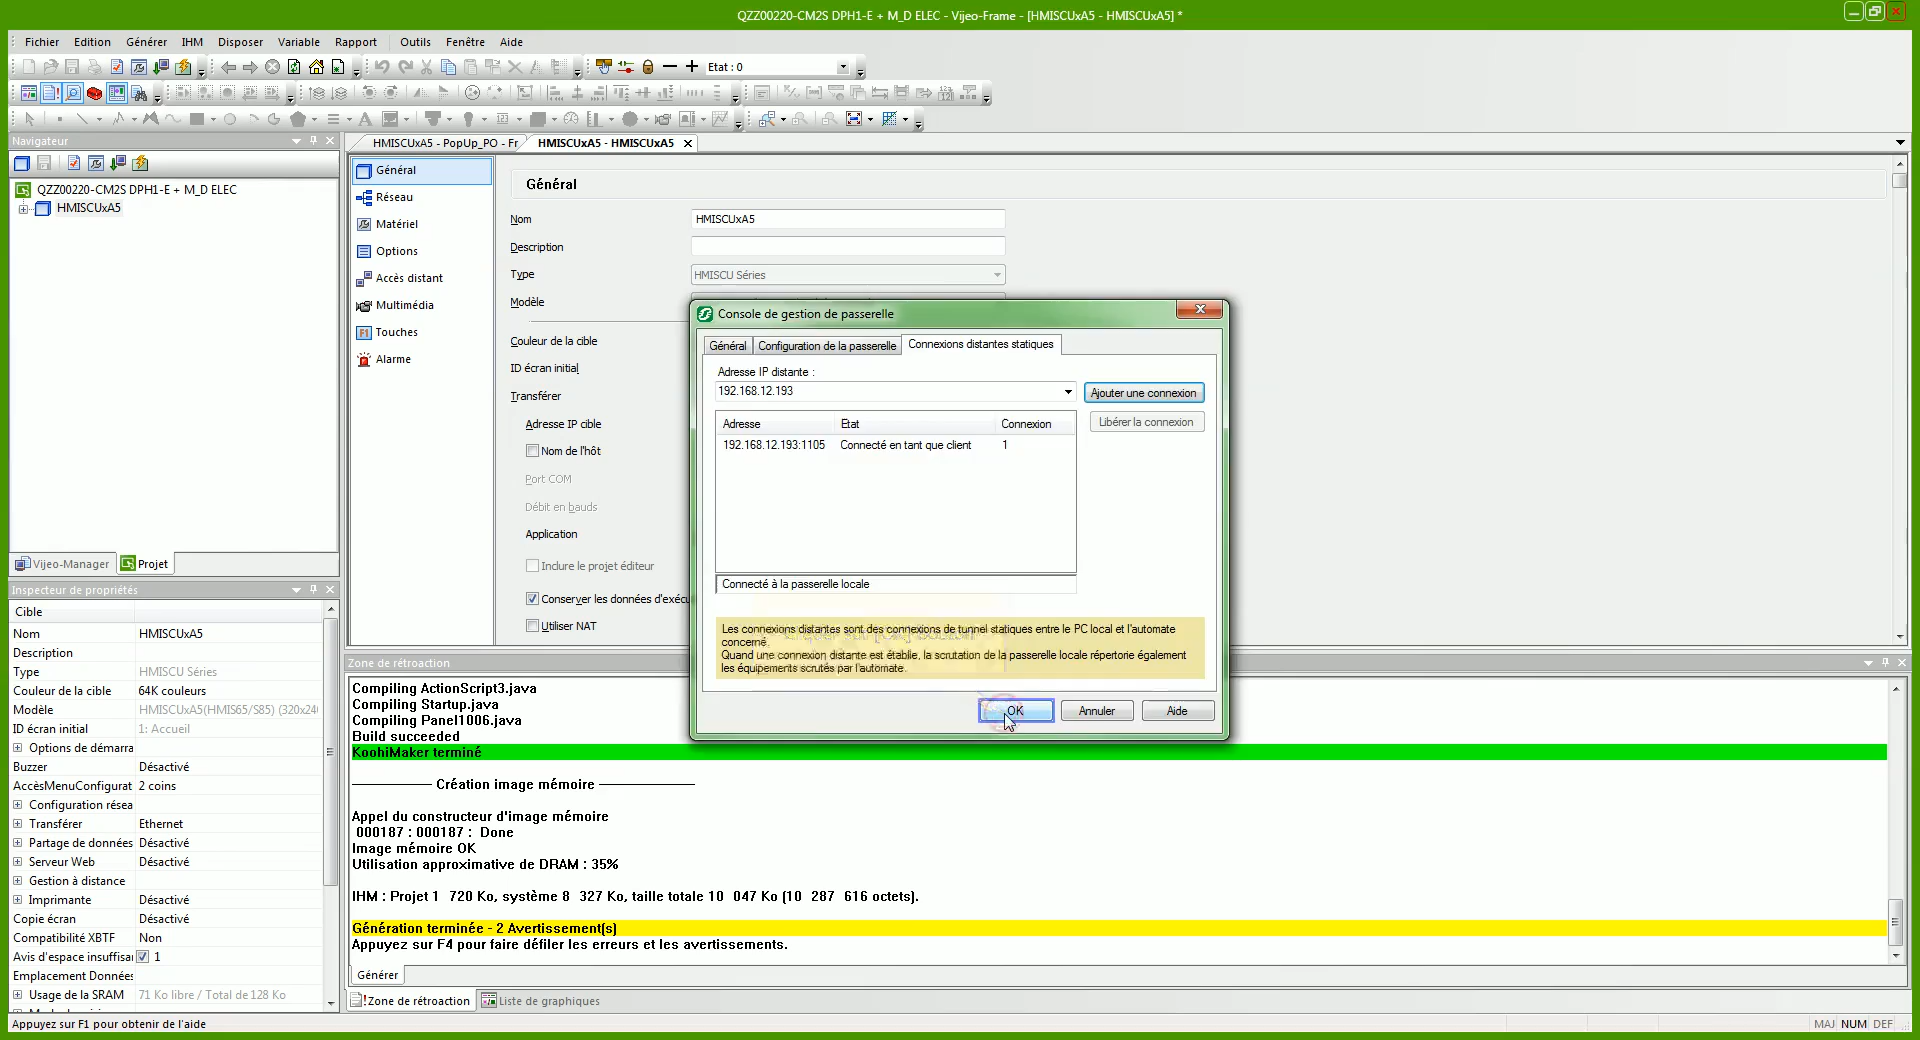 QZZ00220-CM2S DPH1-E + M_D ELEC - Vijeo-Frame - [HMISCUxA5 - HMISCUxA5] *
Fichier Edition Générer IHM Disposer Variable Rapport Outils Fenêtre Aide
Etat : 0
Navigateur
QZZ00220-CM2S DPH1-E + M_D ELEC
HMISCUxA5
Vijeo-Manager Projet
HMISCUxA5 - PopUp_PO - Fr HMISCUxA5 - HMISCUxA5
Général
Réseau
Matériel
Options
Accès distant
Multimédia
F1 Touches
Alarme
Général
Nom HMISCUxA5
Description
Type HMISCU Séries
Modèle
Couleur de la cible
ID écran initial
Transférer
Adresse IP cible
Nom de l'hôt
Port COM
Débit en bauds
Application
Inclure le projet éditeur
Conserver les données d'exécu
Utiliser NAT
Console de gestion de passerelle
Général Configuration de la passerelle Connexions distantes statiques
Adresse IP distante :
192.168.12.193 Ajouter une connexion
Libérer la connexion
Adresse Etat Connexion
192.168.12.193:1105 Connecté en tant que client 1
Connecté à la passerelle locale
Les connexions distantes sont des connexions de tunnel statiques entre le PC local et l'automate
concerné.
Quand une connexion distante est établie, la scrutation de la passerelle locale répertorie également
les équipements scrutés par l'automate.
OK Annuler Aide
Inspecteur de propriétés
Cible
Nom HMISCUxA5
Description
Type HMISCU Séries
Couleur de la cible 64K couleurs
Modèle HMISCUxA5(HMIS65/S85) (320x24
ID écran initial 1: Accueil
Options de démarra
Buzzer Désactivé
AccèsMenuConfigurat 2 coins
Configuration résea
Transférer Ethernet
Partage de données Désactivé
Serveur Web Désactivé
Gestion à distance
Imprimante Désactivé
Copie écran Désactivé
Compatibilité XBTF Non
Avis d'espace insuffisan 1
Emplacement Données
Usage de la SRAM 71 Ko libre / Total de 128 Ko
Zone de rétroaction
Compiling ActionScript3.java
Compiling Startup.java
Compiling Panel1006.java
Build succeeded
KoohiMaker terminé
Création image mémoire
Appel du constructeur d'image mémoire
000187 : 000187 : Done
Image mémoire OK
Utilisation approximative de DRAM : 35%
IHM : Projet 1 720 Ko, système 8 327 Ko, taille totale 10 047 Ko (10 287 616 octets).
Génération terminée - 2 Avertissement(s)
Appuyez sur F4 pour faire défiler les erreurs et les avertissements.
Générer
Zone de rétroaction Liste de graphiques
Appuyez sur F1 pour obtenir de l'aide MAJ NUM DEF